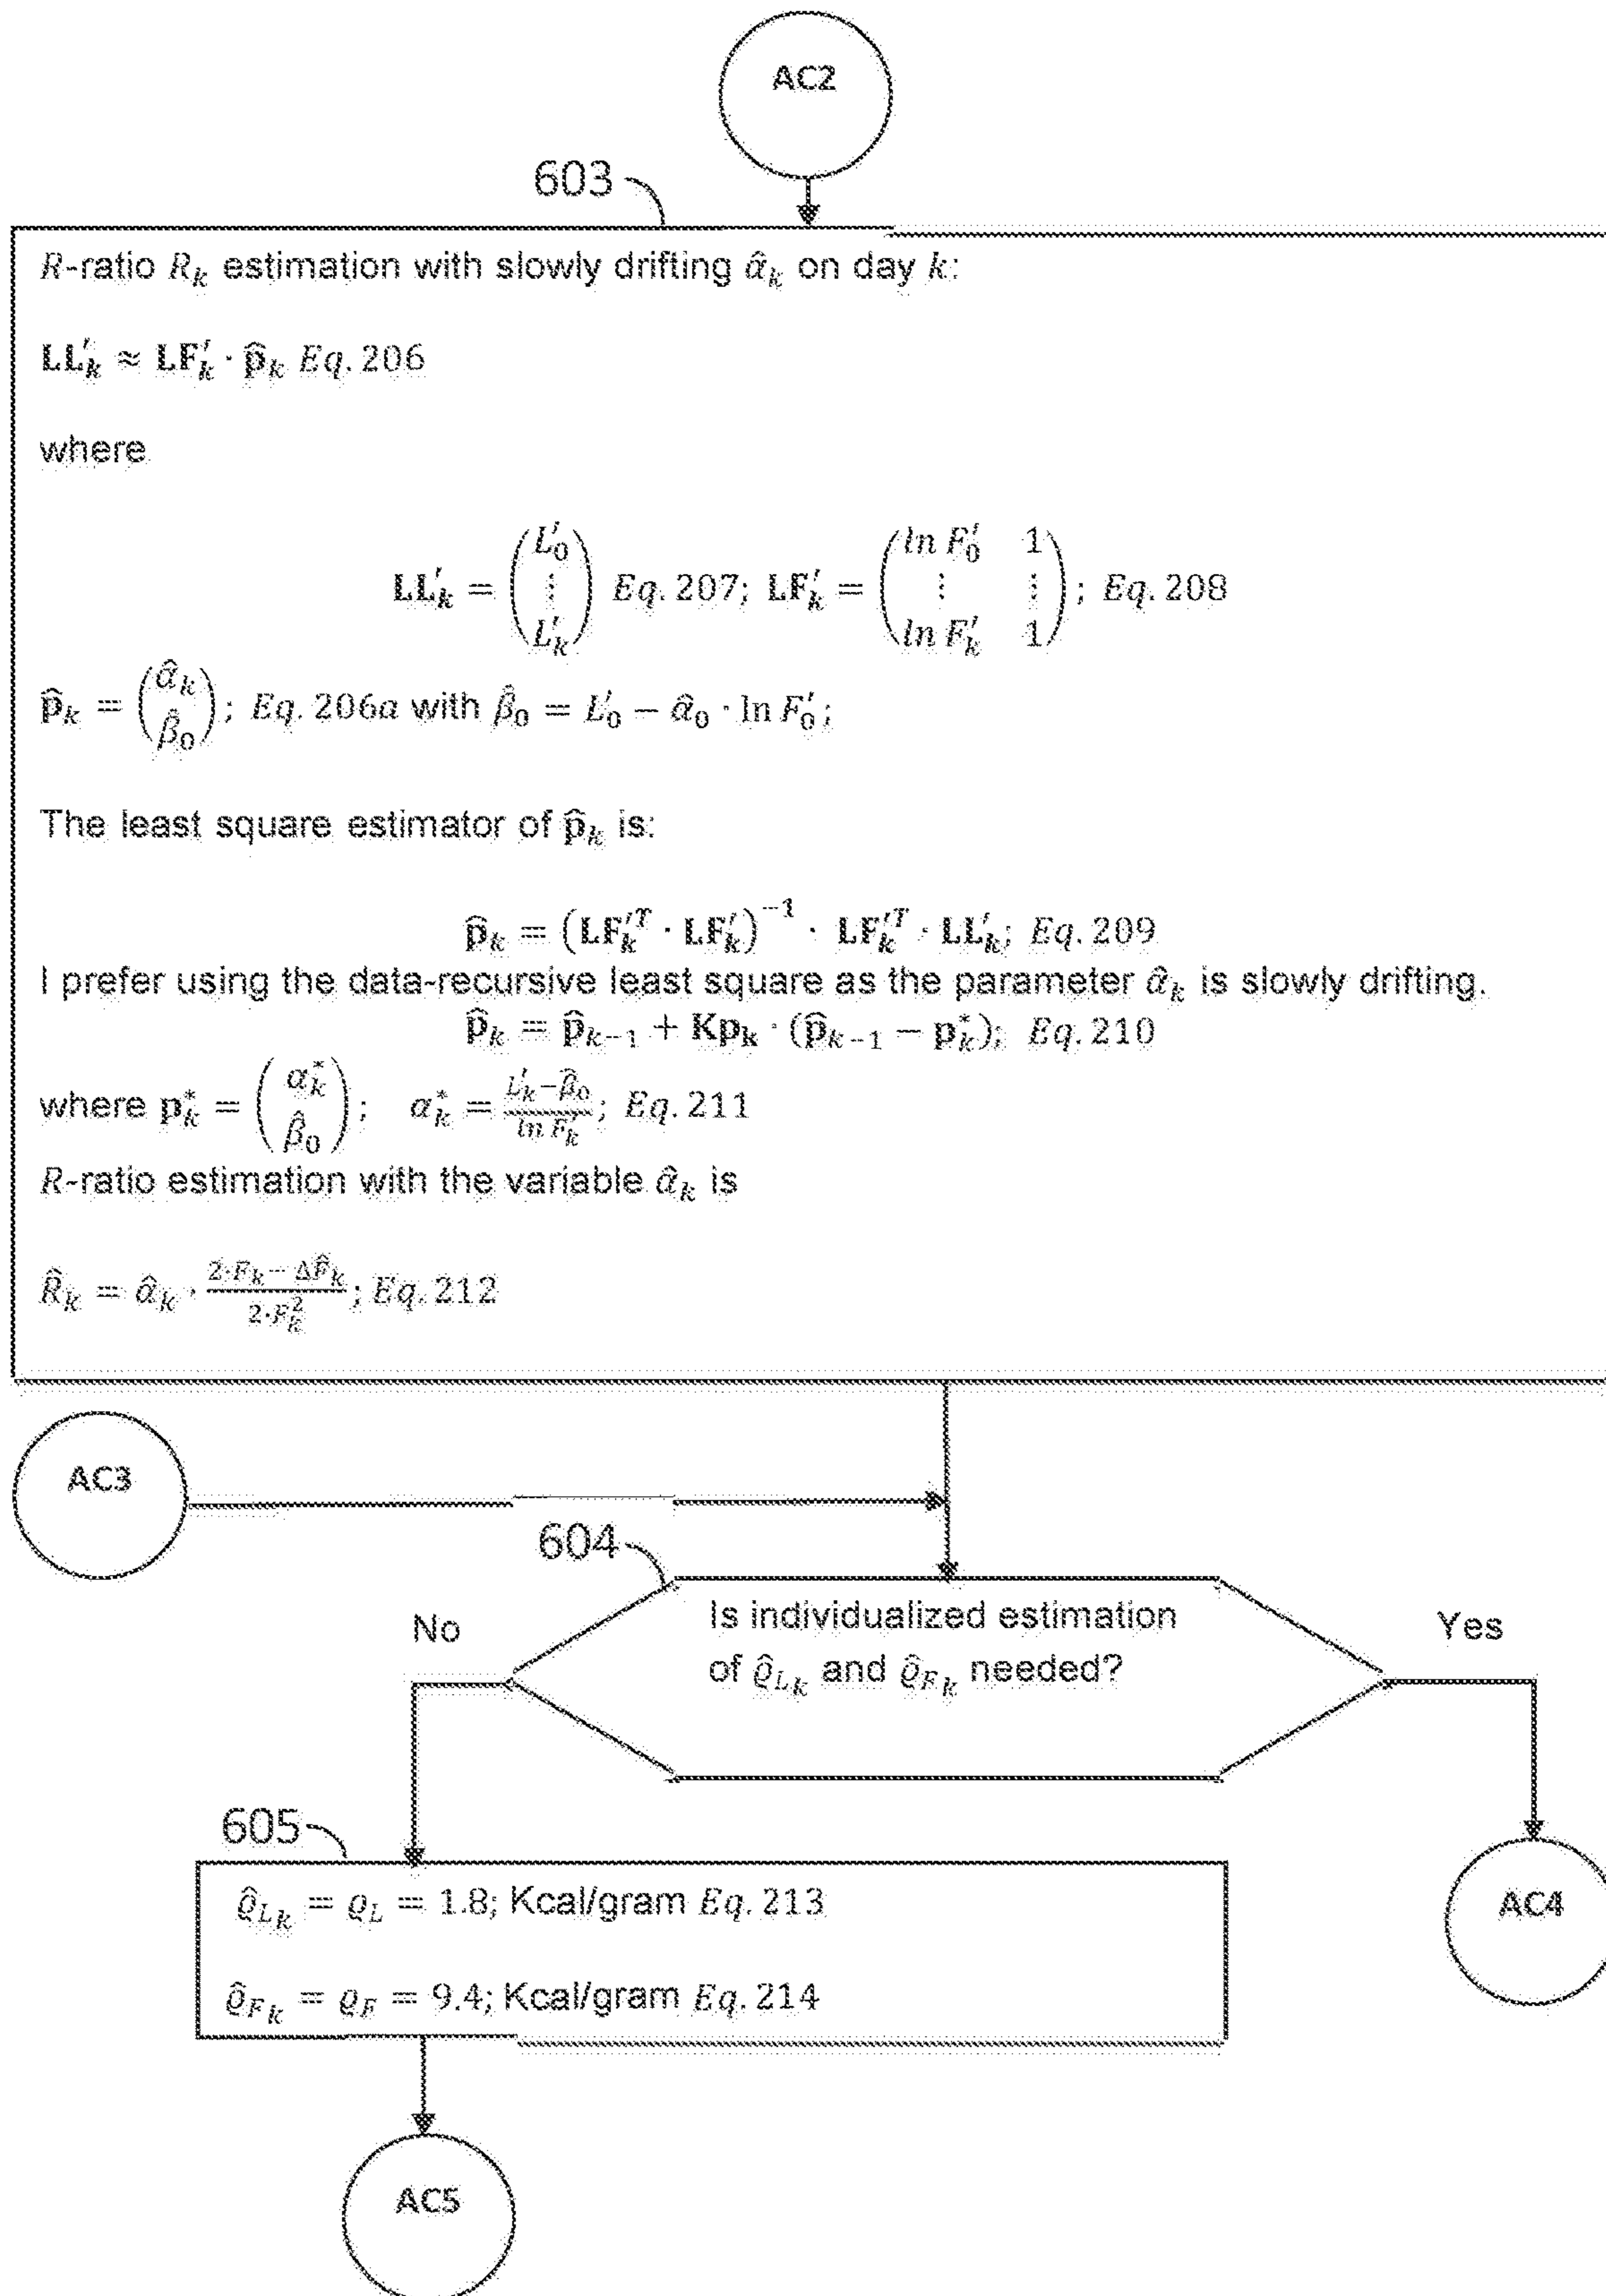 AC2
603
R-ratio R_k estimation with slowly drifting α̂_k on day k:
LL′_k ≈ LF′_k · p̂_k Eq. 206
where
LL′_k = (L′_0 ⋮ L′_k) Eq. 207; LF′_k = (ln F′_0 1 ⋮ ⋮ ln F′_k 1); Eq. 208
p̂_k = (α̂_k β̂_0); Eq. 206a with β̂_0 = L′_0 − α̂_0 · ln F′_0;
The least square estimator of p̂_k is:
p̂_k = (LF′_k^T · LF′_k)^−1 · LF′_k^T · LL′_k; Eq. 209
I prefer using the data-recursive least square as the parameter α̂_k is slowly drifting.
p̂_k = p̂_k−1 + Kp_k · (p̂_k−1 − p*_k); Eq. 210
where p*_k = (α*_k β̂_0); α*_k = (L′_k − β̂_0)/(ln F′_k); Eq. 211
R-ratio estimation with the variable α̂_k is
R̂_k = α̂_k · (2·F_k − ΔF̂_k)/(2·F_k^2); Eq. 212
AC3
604
No
Is individualized estimation
of ϱ̂_L_k and ϱ̂_F_k needed?
Yes
605
ϱ̂_L_k = ϱ_L = 1.8; Kcal/gram Eq. 213
ϱ̂_F_k = ϱ_F = 9.4; Kcal/gram Eq. 214
AC4
AC5